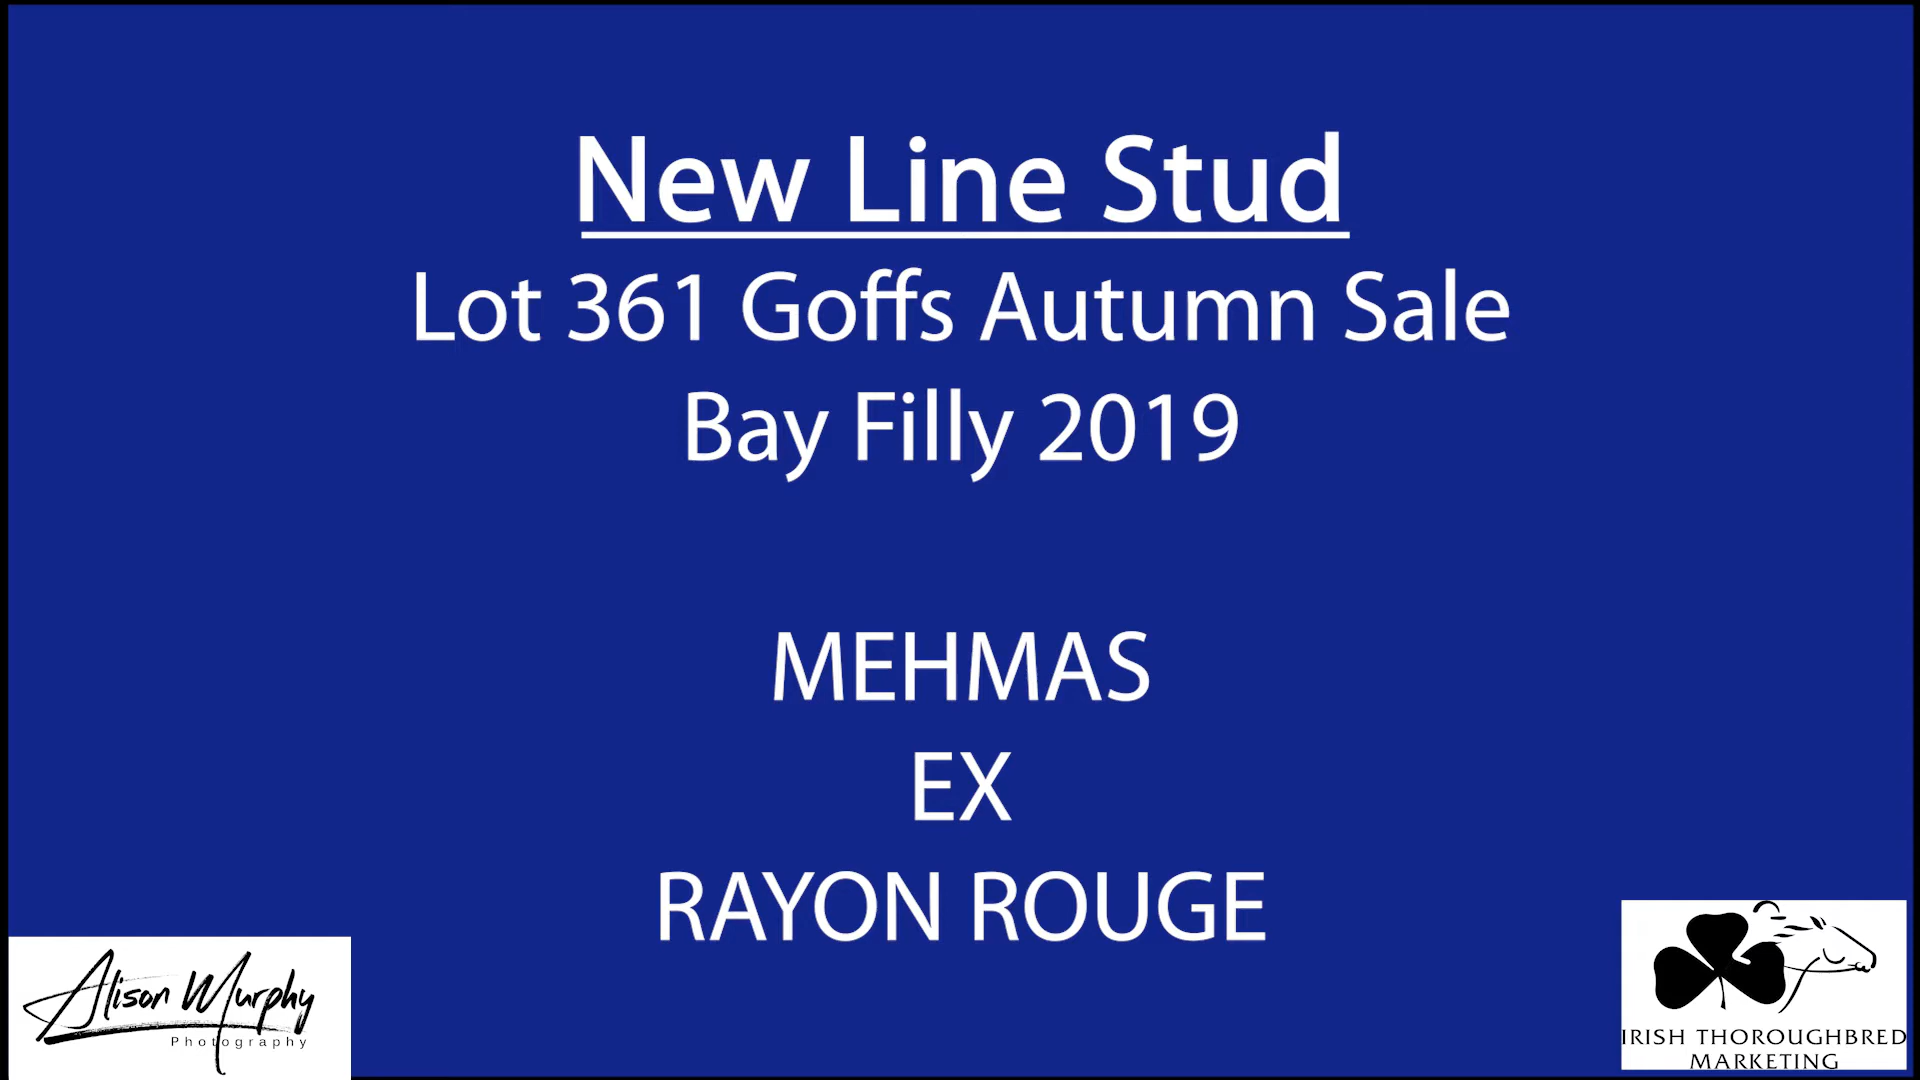 New Line Stud
Lot 361 Goffs Autumn Sale
Bay Filly 2019
MEHMAS
EX
RAYON ROUGE
Alison Murphy
Photography
IRISH THOROUGHBRED
MARKETING